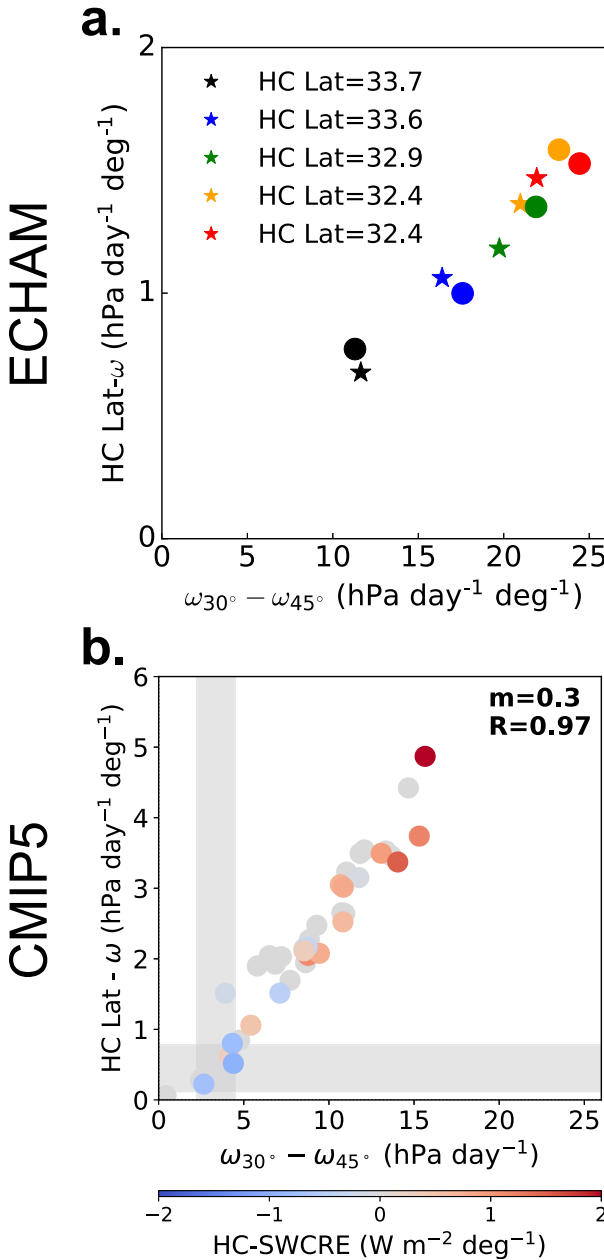 a.
ECHAM
HC Lat-ω (hPa day⁻¹ deg⁻¹)
2
1
0
★ HC Lat=33.7
★ HC Lat=33.6
★ HC Lat=32.9
★ HC Lat=32.4
★ HC Lat=32.4
0 5 10 15 20 25
ω30° − ω45° (hPa day⁻¹ deg⁻¹)
b.
CMIP5
HC Lat - ω (hPa day⁻¹ deg⁻¹)
6
5
4
3
2
1
0
m=0.3
R=0.97
0 5 10 15 20 25
ω30° − ω45° (hPa day⁻¹)
−2 −1 0 1 2
HC-SWCRE (W m⁻² deg⁻¹)